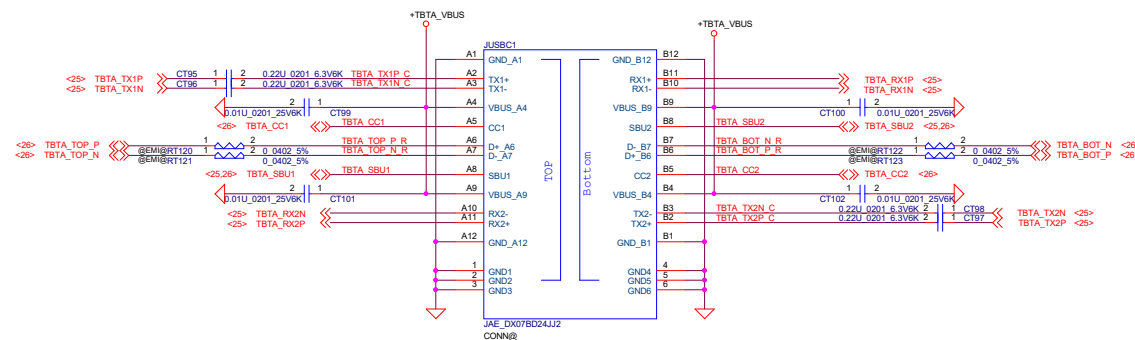 +TBTA_VBUS
+TBTA_VBUS
JUSBC1
A1 GND_A1 GND_B12 B12
<25> TBTA_TX1P CT95 1 2 0.22U_0201_6.3V6K TBTA_TX1P_C A2 TX1+ RX1+ B11 TBTA_RX1P <25>
<25> TBTA_TX1N CT96 1 2 0.22U_0201_6.3V6K TBTA_TX1N_C A3 TX1- RX1- B10 TBTA_RX1N <25>
2 1 A4 VBUS_A4 VBUS_B9 B9 1 2
0.01U_0201_25V6K CT99 CT100 0.01U_0201_25V6K
<26> TBTA_CC1 TBTA_CC1 A5 CC1 SBU2 B8 TBTA_SBU2 TBTA_SBU2 <25,26>
<26> TBTA_TOP_P 1 2 TBTA_TOP_P_R A6 D+_A6 D-_B7 B7 TBTA_BOT_N_R 1 2 TBTA_BOT_N <26
@EMI@RT120 0_0402_5% @EMI@RT122 0_0402_5%
<26> TBTA_TOP_N 1 2 TBTA_TOP_N_R A7 D-_A7 D+_B6 B6 TBTA_BOT_P_R 1 2 TBTA_BOT_P <26
@EMI@RT121 0_0402_5% @EMI@RT123 0_0402_5%
<25,26> TBTA_SBU1 TBTA_SBU1 A8 SBU1 CC2 B5 TBTA_CC2 TBTA_CC2 <26>
2 1 A9 VBUS_A9 VBUS_B4 B4 1 2
0.01U_0201_25V6K CT101 CT102 0.01U_0201_25V6K
<25> TBTA_RX2N A10 RX2- TX2- B3 TBTA_TX2N_C 0.22U_0201_6.3V6K 2 1 CT98 TBTA_TX2N <25>
<25> TBTA_RX2P A11 RX2+ TX2+ B2 TBTA_TX2P_C 0.22U_0201_6.3V6K 2 1 CT97 TBTA_TX2P <25>
A12 GND_A12 GND_B1 B1
TOP
Bottom
1 GND1 GND4 4
2 GND2 GND5 5
3 GND3 GND6 6
JAE_DX07BD24JJ2
CONN@